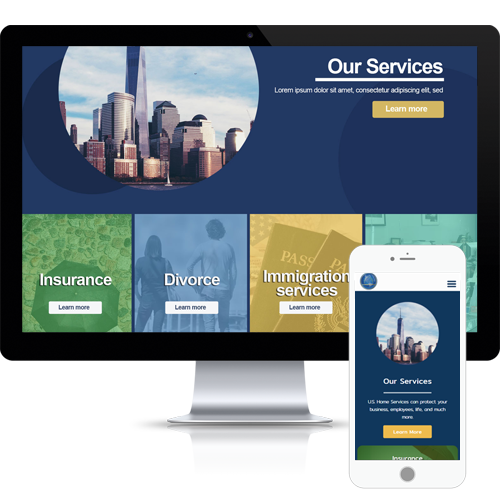 Our Services
Lorem ipsum dolor sit amet, consectetur adipiscing elit, sed
Learn more
Insurance
Learn more
Divorce
Learn more
Immigration
services
Learn more
Our Services
U.S. Home Services can protect your
business, employees, life, and much
more
Learn More
Insurance